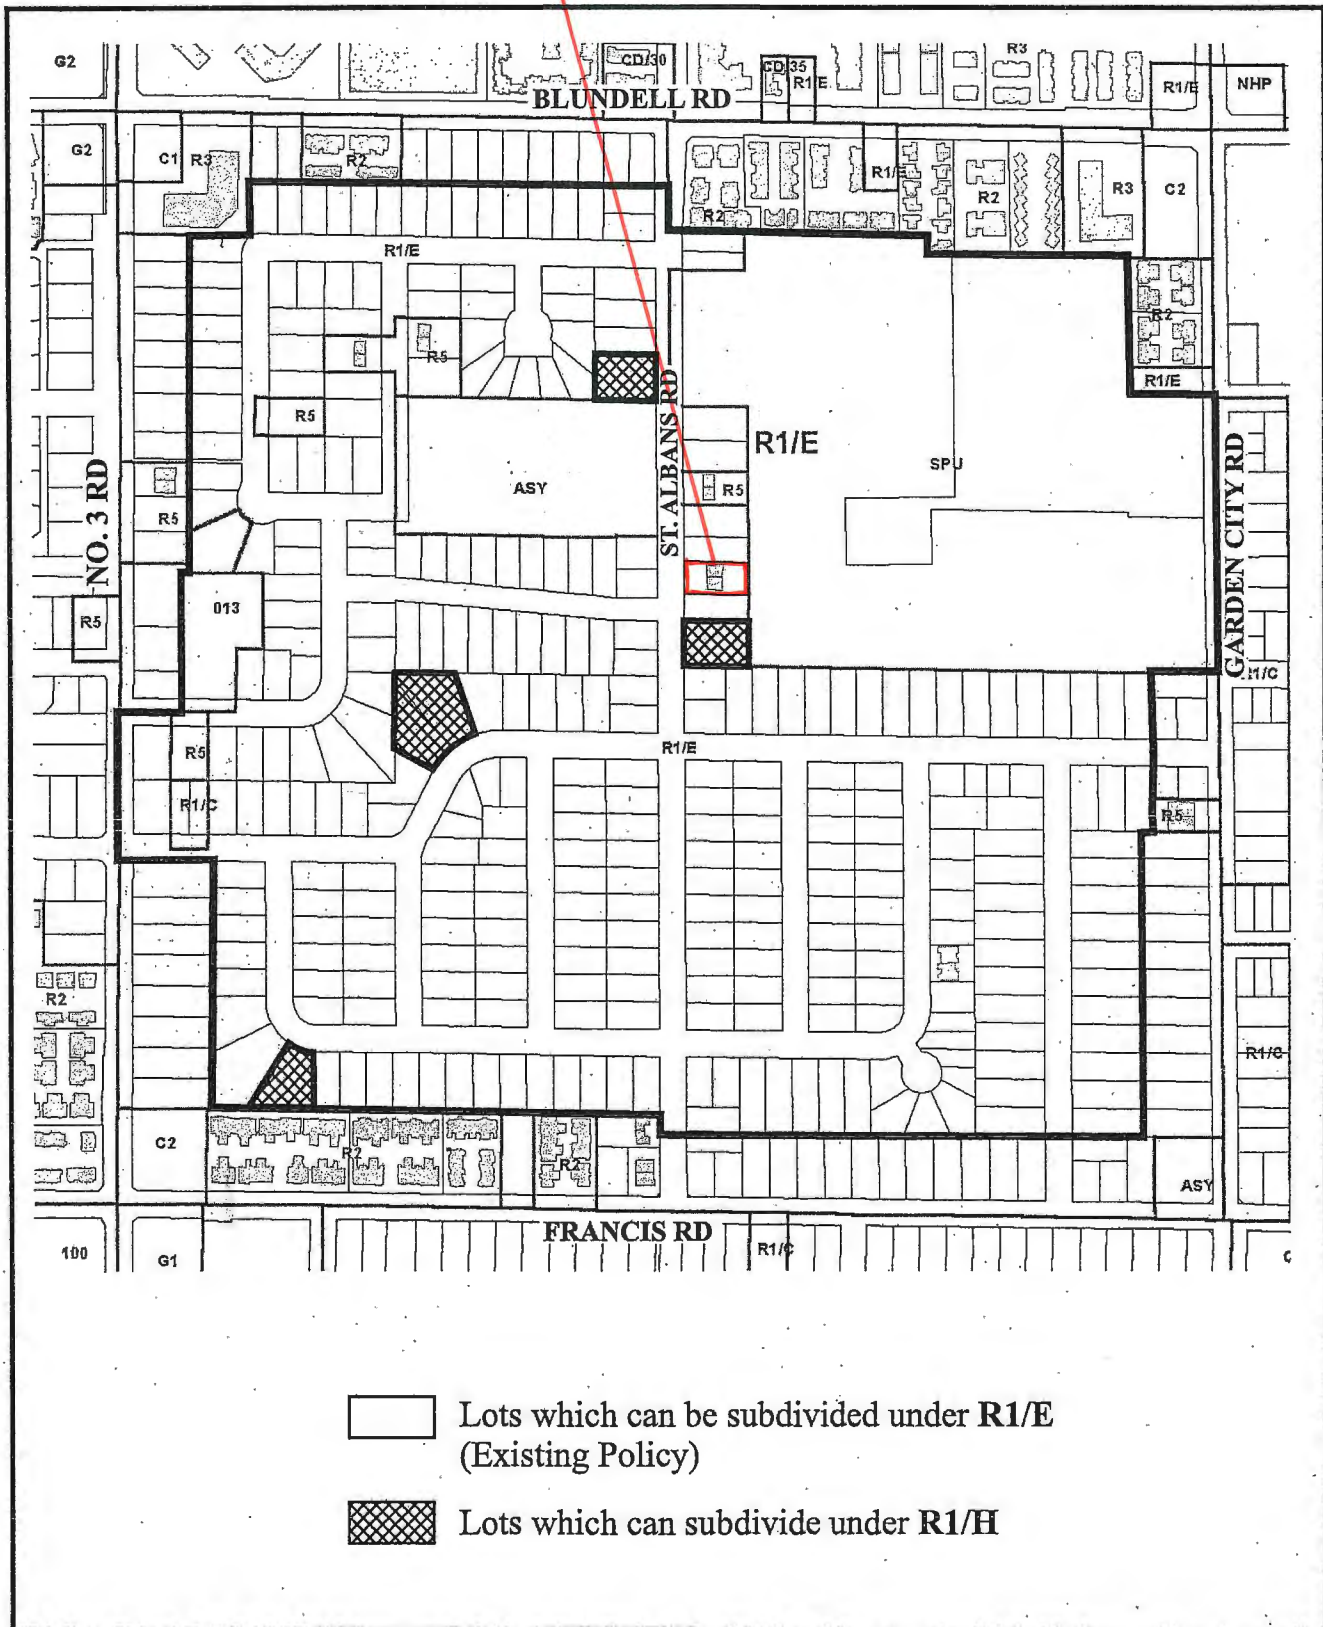 G2
CD/30
CD/35
R1/E
R3
R1/E
NHP
BLUNDELL RD
G2
C1
R3
R2
R2
R1/E
R2
R3
C2
R1/E
R2
R1/E
R5
R5
ST. ALBANS RD
R1/E
SPU
ASY
R5
NO. 3 RD
R5
GARDEN CITY RD
013
R5
R1/C
R5
R1/E
R1/C
R5
R2
R1/C
C2
R2
R2
ASY
FRANCIS RD
100
G1
R1/C
Lots which can be subdivided under R1/E
(Existing Policy)
Lots which can subdivide under R1/H